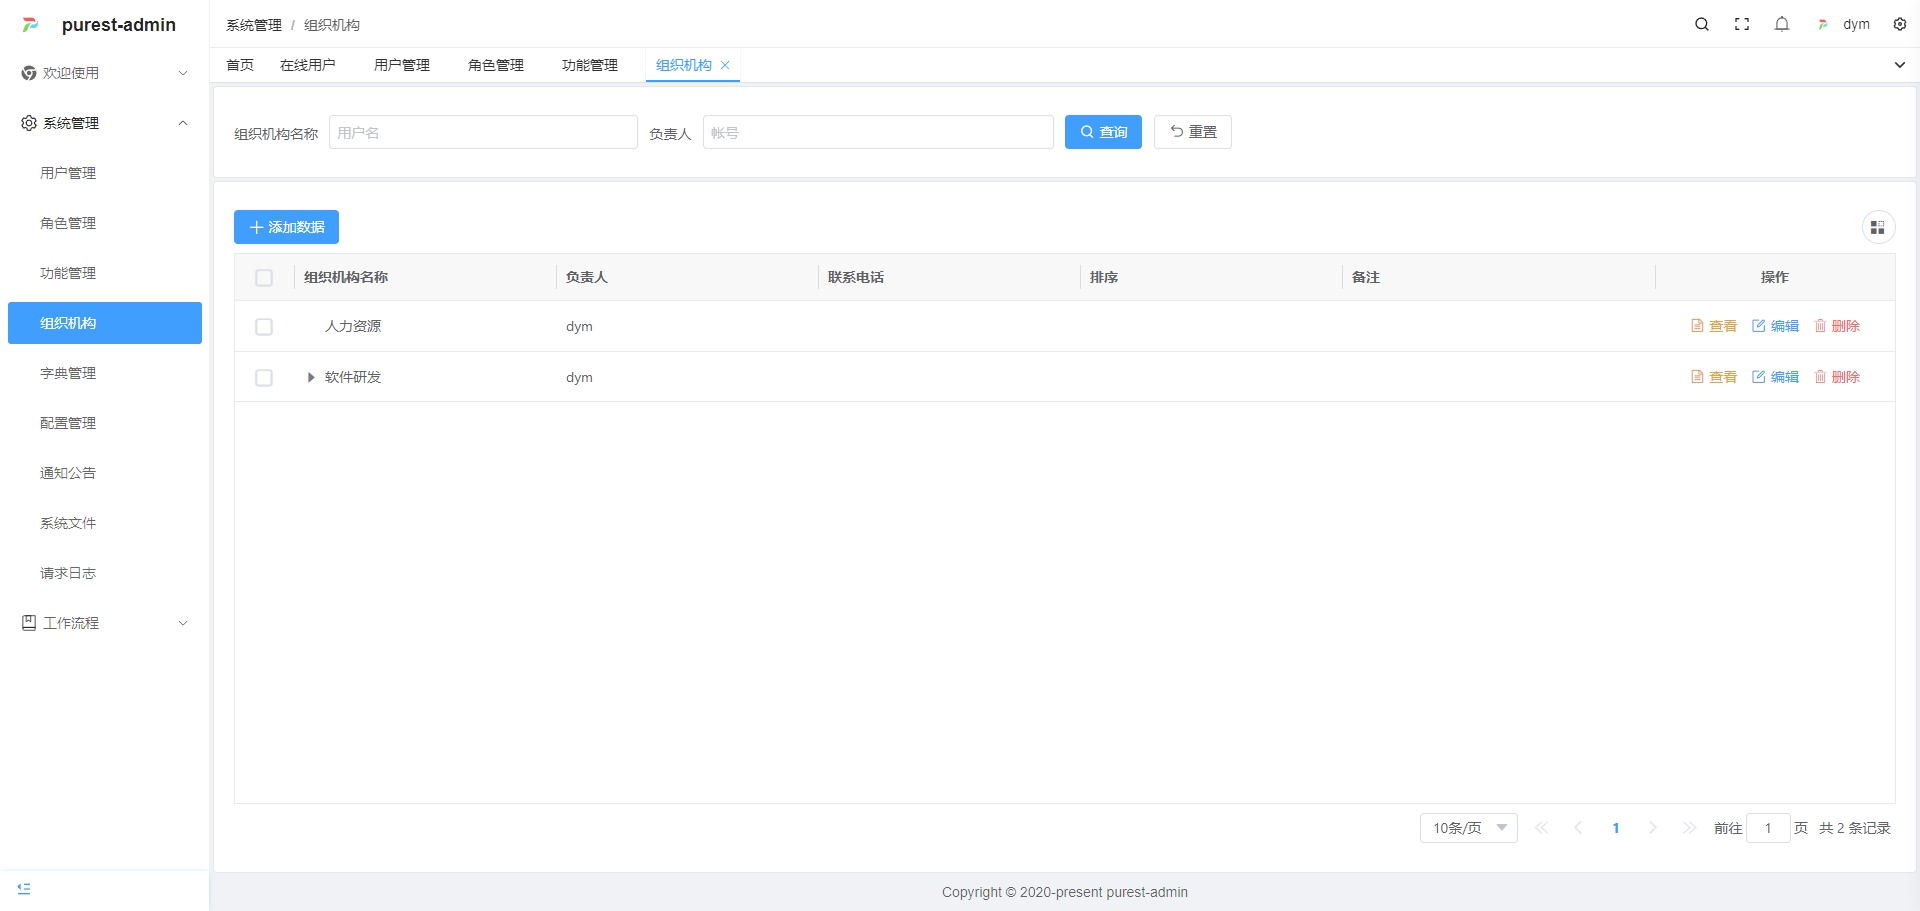 purest-admin
欢迎使用
系统管理
用户管理
角色管理
功能管理
组织机构
字典管理
配置管理
通知公告
系统文件
请求日志
工作流程
系统管理 / 组织机构
dym
首页 在线用户 用户管理 角色管理 功能管理 组织机构
组织机构名称 用户名 负责人 帐号 查询 重置
添加数据
组织机构名称 负责人 联系电话 排序 备注 操作
人力资源 dym 查看 编辑 删除
软件研发 dym 查看 编辑 删除
10条/页 1 前往 1 页 共 2 条记录
Copyright © 2020-present purest-admin